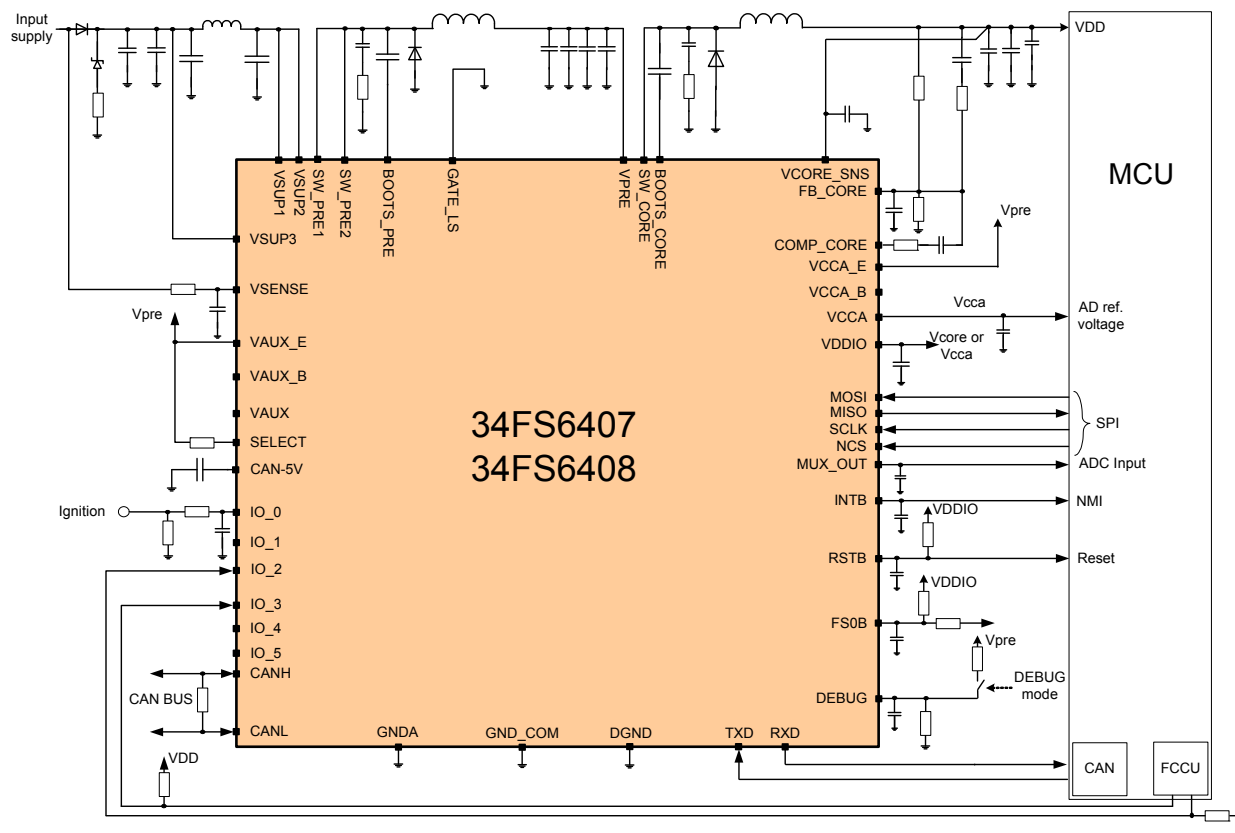 Input
supply
VDD
MCU
VSUP1
VSUP2
SW_PRE1
SW_PRE2
BOOTS_PRE
GATE_LS
VPRE
SW_CORE
BOOTS_CORE
VCORE_SNS
FB_CORE
VSUP3
COMP_CORE
Vpre
VCCA_E
VSENSE
VCCA_B
Vpre
Vcca
VCCA
AD ref.
voltage
VAUX_E
VDDIO
Vcore or
Vcca
VAUX_B
MOSI
VAUX
MISO
34FS6407
SCLK
SPI
SELECT
NCS
CAN-5V
34FS6408
MUX_OUT
ADC Input
Ignition
IO_0
INTB
NMI
IO_1
VDDIO
IO_2
RSTB
Reset
IO_3
VDDIO
IO_4
FS0B
IO_5
Vpre
CANH
CAN BUS
DEBUG
mode
DEBUG
CANL
GNDA
GND_COM
DGND
TXD
RXD
VDD
CAN
FCCU